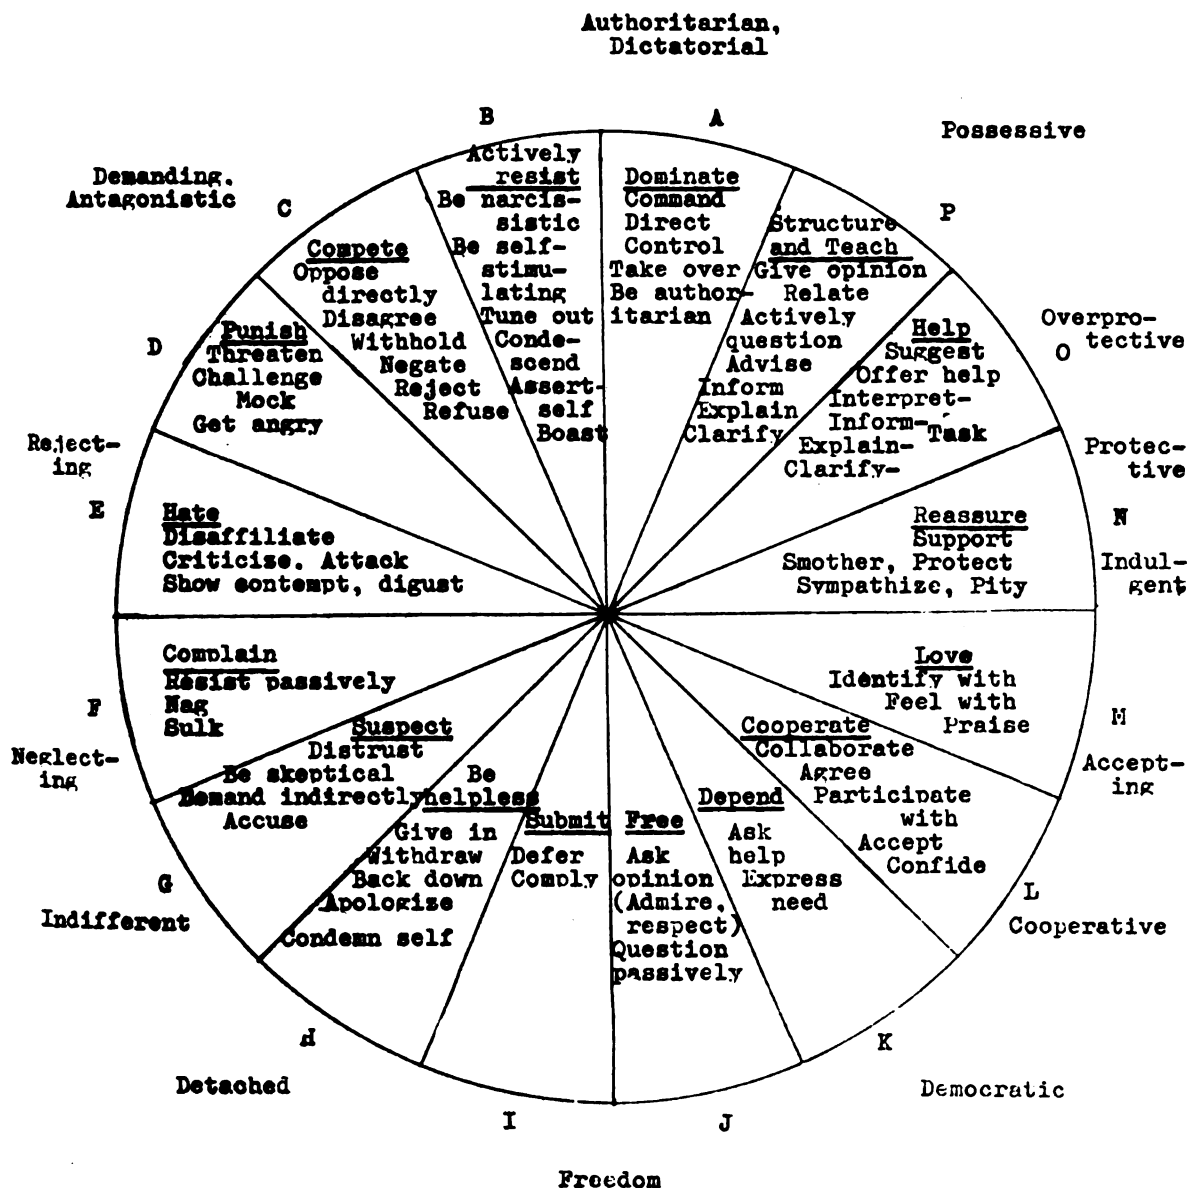 Authoritarian,
Dictatorial
B
A
Possessive
Demanding.
Antagonistic
C
P
Actively
resist
Be narcis-
sistic
Be self-
stimu-
lating
Tune out
Conde-
scend
Assert-
self
Boast
Dominate
Command
Direct
Control
Take over
Be author-
itarian
Structure
and Teach
Give opinion
Relate
Actively
question
Advise
Inform
Explain
Clarify
Compete
Oppose
directly
Disagree
Withhold
Negate
Reject
Refuse
D
Punish
Threaten
Challenge
Mock
Get angry
Help
Suggest
Offer help
Interpret-
Inform-
Task
Explain-
Clarify-
Overpro-
tective
O
Reject-
ing
Protec-
tive
E
Hate
Disaffiliate
Criticise. Attack
Show contempt, digust
Reassure
Support
Smother, Protect
Sympathize, Pity
N
Indul-
gent
Complain
Resist passively
Nag
Sulk
F
Neglect-
ing
Love
Identify with
Feel with
Praise
M
Accept-
ing
Suspect
Distrust
Be skeptical
Demand indirectly
Accuse
G
Indifferent
Be
helpless
Give in
Withdraw
Back down
Apologise
Condemn self
Submit
Defer
Comply
Free
Ask
opinion
(Admire,
respect)
Question
passively
Depend
Ask
help
Express
need
Cooperate
Collaborate
Agree
Participate
with
Accept
Confide
L
Cooperative
H
Detached
K
Democratic
I
J
Freedom